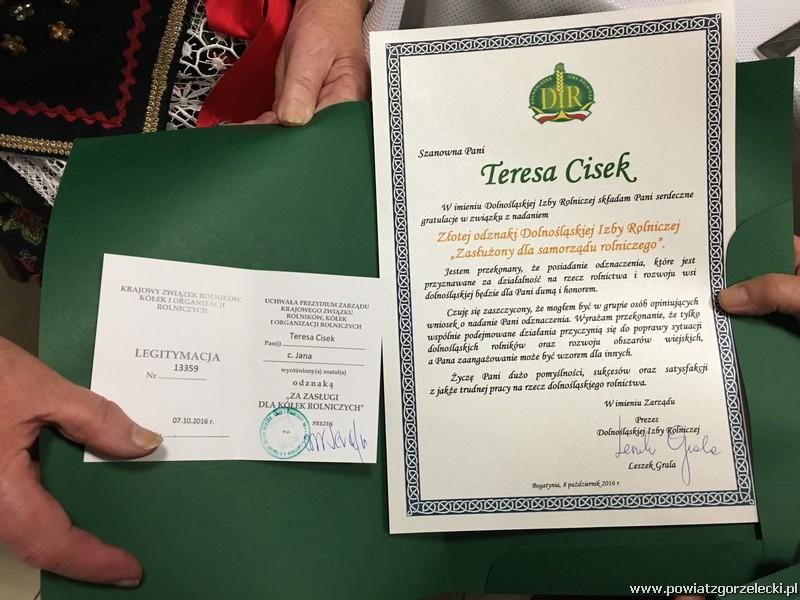 KRAJOWY ZWIĄZEK ROLNIKÓW,
KÓŁEK I ORGANIZACJI
ROLNICZYCH
LEGITYMACJA
Nr 13359
07.10.2016 r.
UCHWAŁA PREZYDIUM ZARZĄDU
KRAJOWEGO ZWIĄZKU
ROLNIKÓW, KÓŁEK
I ORGANIZACJI ROLNICZYCH
Teresa Cisek
Pan(i)
c. Jana
wyróżniony(a) został(a)
odznaką
„ZA ZASŁUGI
DLA KÓŁEK ROLNICZYCH"
PREZES
DIR
Szanowna Pani
Teresa Cisek
W imieniu Dolnośląskiej Izby Rolniczej składam Pani serdeczne
gratulacje w związku z nadaniem
Złotej odznaki Dolnośląskiej Izby Rolniczej
„Zasłużony dla samorządu rolniczego".
Jestem przekonany, że posiadanie odznaczenia, które jest
przyznawane za działalność na rzecz rolnictwa i rozwoju wsi
dolnośląskiej będzie dla Pani dumą i honorem.
Czuję się zaszczycony, że mogłem być w grupie osób opiniujących
wniosek o nadanie Pani odznaczenia. Wyrażam przekonanie, że tylko
wspólnie podejmowane działania przyczynią się do poprawy sytuacji
dolnośląskich rolników oraz rozwoju obszarów wiejskich,
a Pana zaangażowanie może być wzorem dla innych.
Życzę Pani dużo pomyślności, sukcesów oraz satysfakcji
z jakże trudnej pracy na rzecz dolnośląskiego rolnictwa.
W imieniu Zarządu
Prezes
Dolnośląskiej Izby Rolniczej
Leszek Grala
Bogatynia, 8 październik 2016 r.
www.powiatzgorzelecki.pl